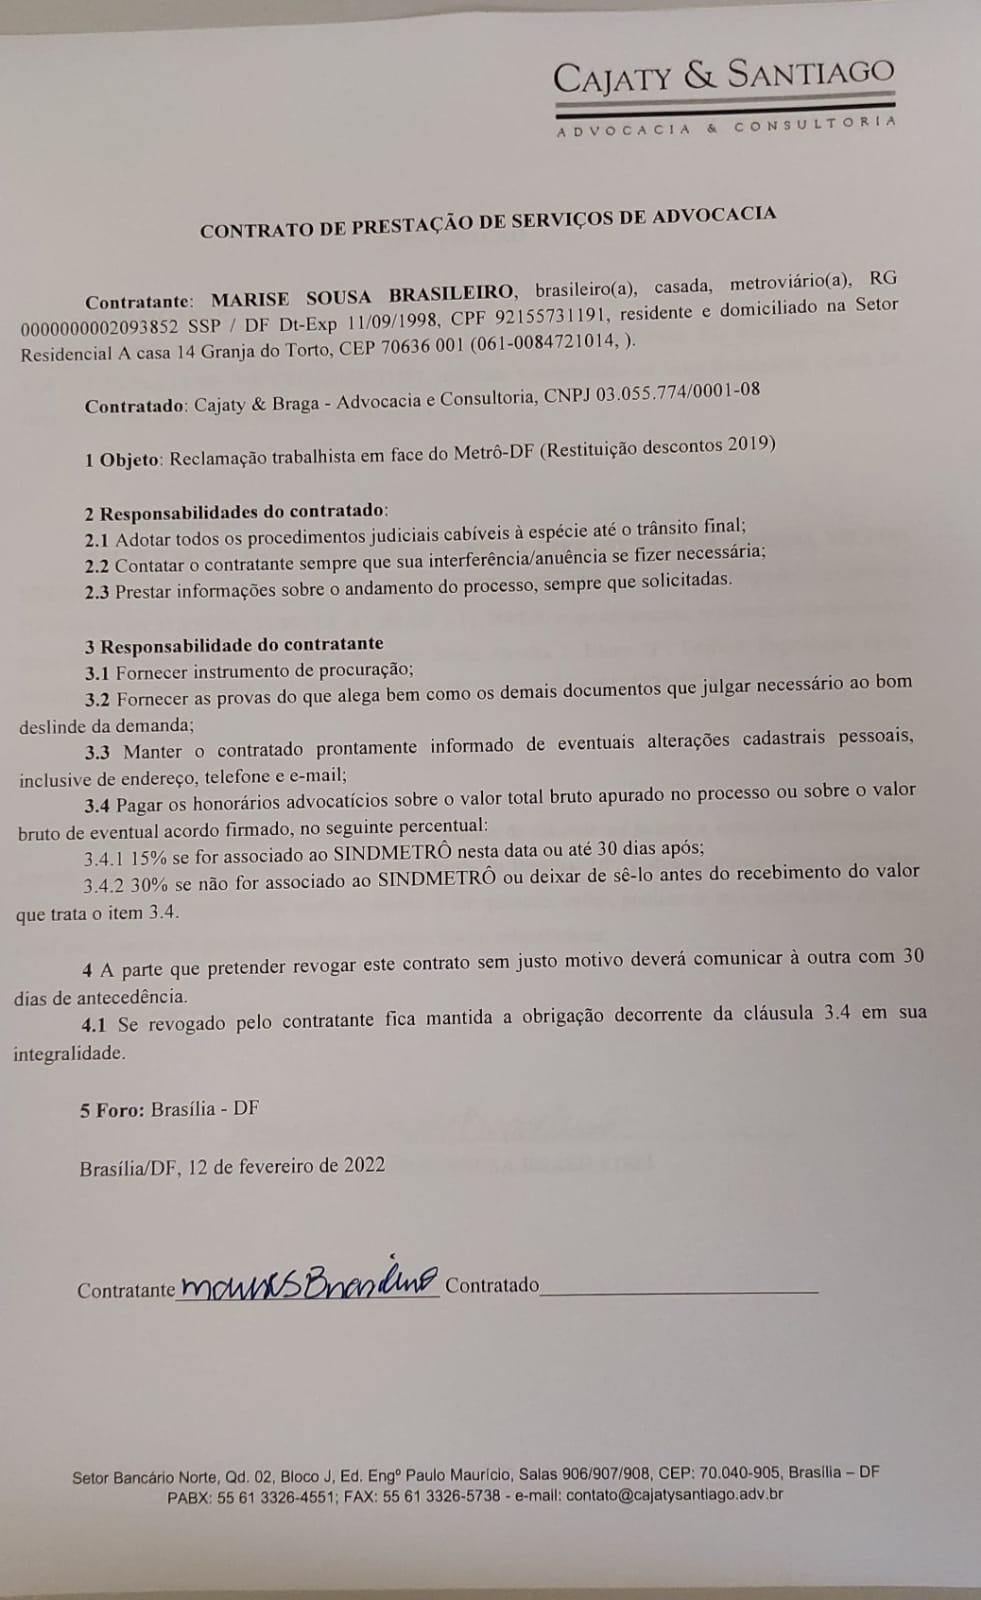 CAJATY & SANTIAGO
ADVOCACIA & CONSULTORIA
CONTRATO DE PRESTAÇÃO DE SERVIÇOS DE ADVOCACIA
Contratante: MARISE SOUSA BRASILEIRO, brasileiro(a), casada, metroviário(a), RG
0000000002093852 SSP / DF Dt-Exp 11/09/1998, CPF 92155731191, residente e domiciliado na Setor
Residencial A casa 14 Granja do Torto, CEP 70636 001 (061-0084721014, ).
Contratado: Cajaty & Braga - Advocacia e Consultoria, CNPJ 03.055.774/0001-08
1 Objeto: Reclamação trabalhista em face do Metrô-DF (Restituição descontos 2019)
2 Responsabilidades do contratado:
2.1 Adotar todos os procedimentos judiciais cabíveis à espécie até o trânsito final;
2.2 Contatar o contratante sempre que sua interferência/anuência se fizer necessária;
2.3 Prestar informações sobre o andamento do processo, sempre que solicitadas.
3 Responsabilidade do contratante
3.1 Fornecer instrumento de procuração;
3.2 Fornecer as provas do que alega bem como os demais documentos que julgar necessário ao bom
deslinde da demanda;
3.3 Manter o contratado prontamente informado de eventuais alterações cadastrais pessoais,
inclusive de endereço, telefone e e-mail;
3.4 Pagar os honorários advocatícios sobre o valor total bruto apurado no processo ou sobre o valor
bruto de eventual acordo firmado, no seguinte percentual:
3.4.1 15% se for associado ao SINDMETRÔ nesta data ou até 30 dias após;
3.4.2 30% se não for associado ao SINDMETRÔ ou deixar de sê-lo antes do recebimento do valor
que trata o item 3.4.
4 A parte que pretender revogar este contrato sem justo motivo deverá comunicar à outra com 30
dias de antecedência.
4.1 Se revogado pelo contratante fica mantida a obrigação decorrente da cláusula 3.4 em sua
integralidade.
5 Foro: Brasília - DF
Brasília/DF, 12 de fevereiro de 2022
Contratante Contratado
Setor Bancário Norte, Qd. 02, Bloco J, Ed. Engº Paulo Maurício, Salas 906/907/908, CEP: 70.040-905, Brasília – DF
PABX: 55 61 3326-4551; FAX: 55 61 3326-5738 - e-mail: contato@cajatysantiago.adv.br